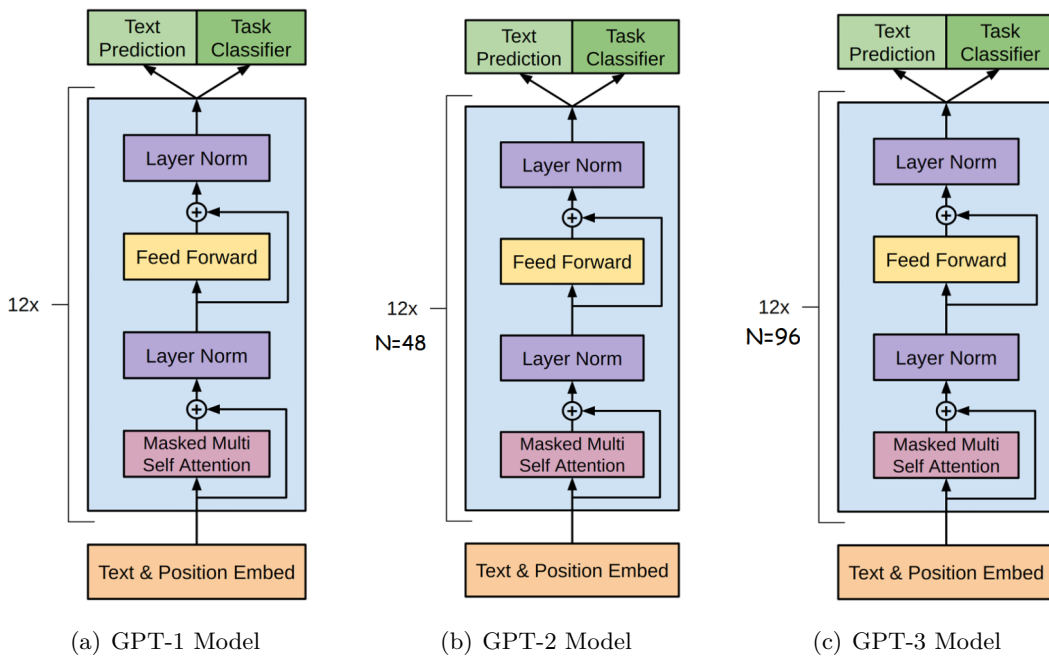 Text
Prediction
Task
Classifier
Layer Norm
Feed Forward
12x
Layer Norm
Masked Multi
Self Attention
Text & Position Embed
(a) GPT-1 Model
Text
Prediction
Task
Classifier
Layer Norm
Feed Forward
12x
N=48
Layer Norm
Masked Multi
Self Attention
Text & Position Embed
(b) GPT-2 Model
Text
Prediction
Task
Classifier
Layer Norm
Feed Forward
12x
N=96
Layer Norm
Masked Multi
Self Attention
Text & Position Embed
(c) GPT-3 Model